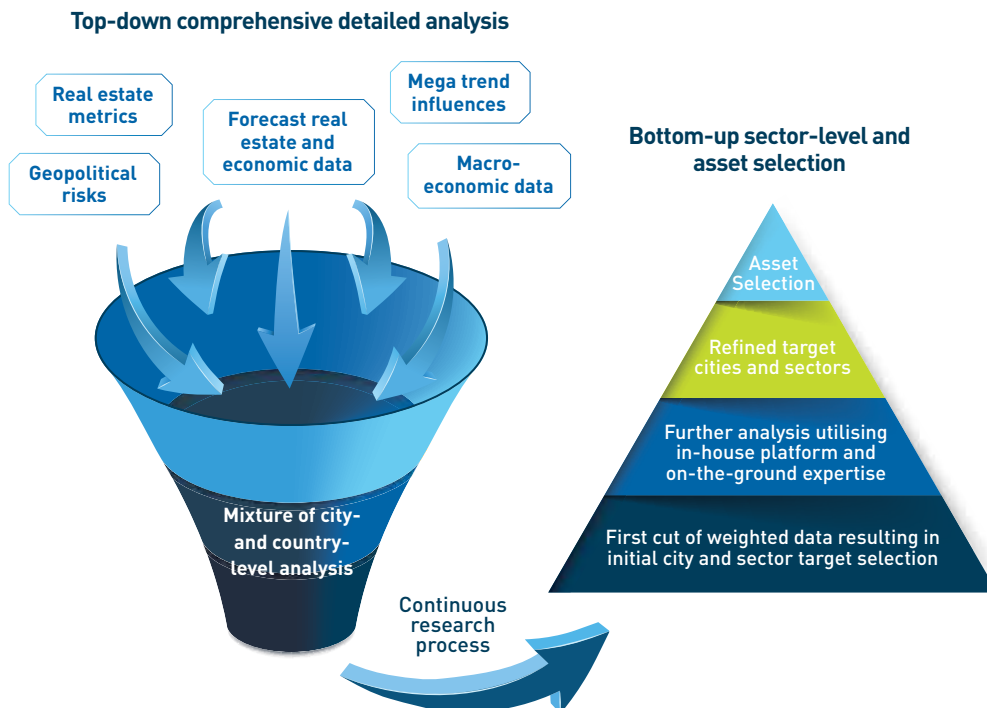 Top-down comprehensive detailed analysis
Real estate
metrics
Geopolitical
risks
Forecast real
estate and
economic data
Mega trend
influences
Macro-
economic data
Mixture of city-
and country-
level analysis
Continuous
research
process
Bottom-up sector-level and
asset selection
Asset
Selection
Refined target
cities and sectors
Further analysis utilising
in-house platform and
on-the-ground expertise
First cut of weighted data resulting in
initial city and sector target selection